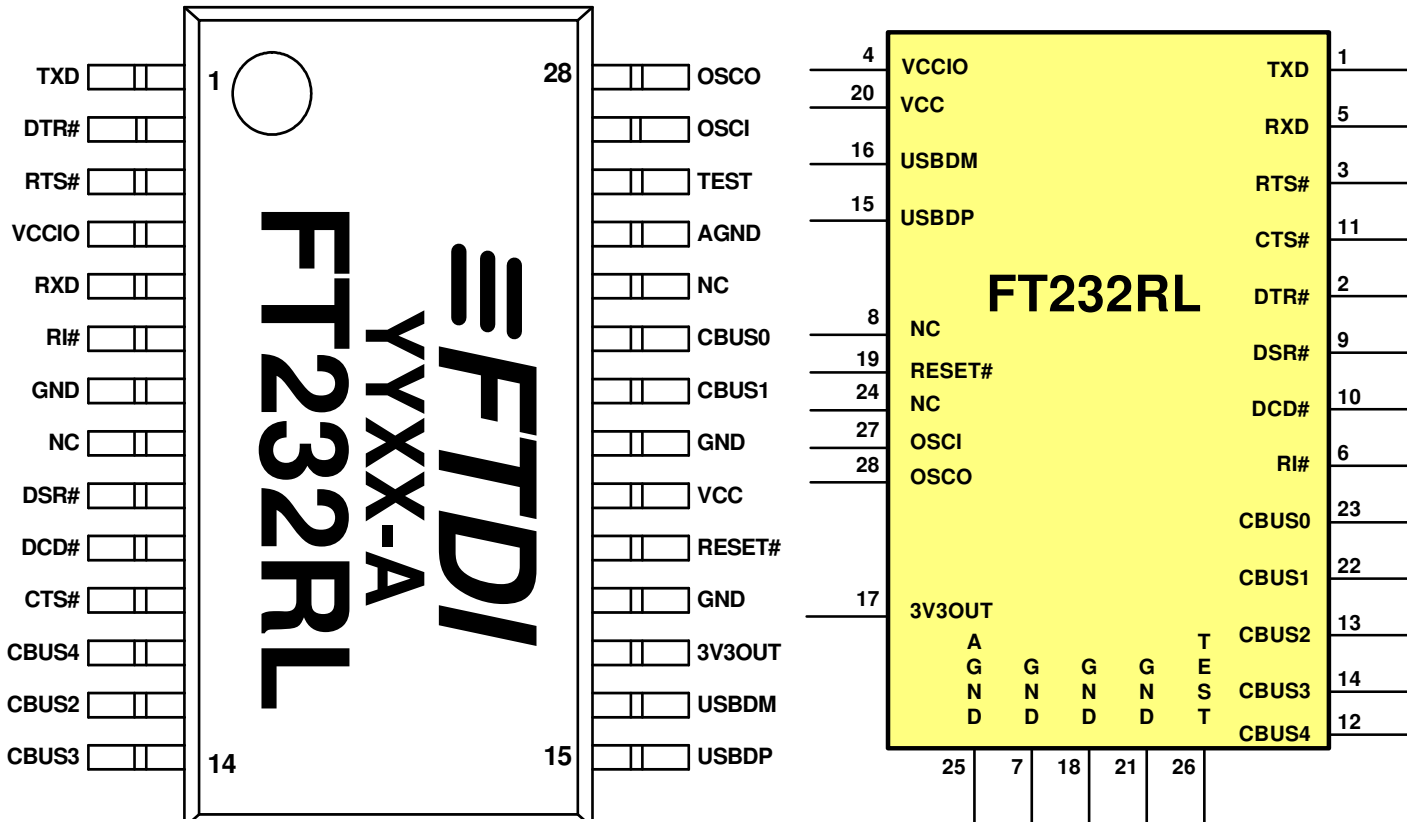 TXD
DTR#
RTS#
VCCIO
RXD
RI#
GND
NC
DSR#
DCD#
CTS#
CBUS4
CBUS2
CBUS3
1
28
14
15
FTDI
YYXX-A
FT232RL
OSCO
OSCI
TEST
AGND
NC
CBUS0
CBUS1
GND
VCC
RESET#
GND
3V3OUT
USBDM
USBDP
4 VCCIO
20 VCC
16 USBDM
15 USBDP
8 NC
19 RESET#
24 NC
27 OSCI
28 OSCO
17 3V3OUT
FT232RL
TXD 1
RXD 5
RTS# 3
CTS# 11
DTR# 2
DSR# 9
DCD# 10
RI# 6
CBUS0 23
CBUS1 22
CBUS2 13
CBUS3 14
CBUS4 12
AGND
GND
GND
GND
TEST
25 7 18 21 26